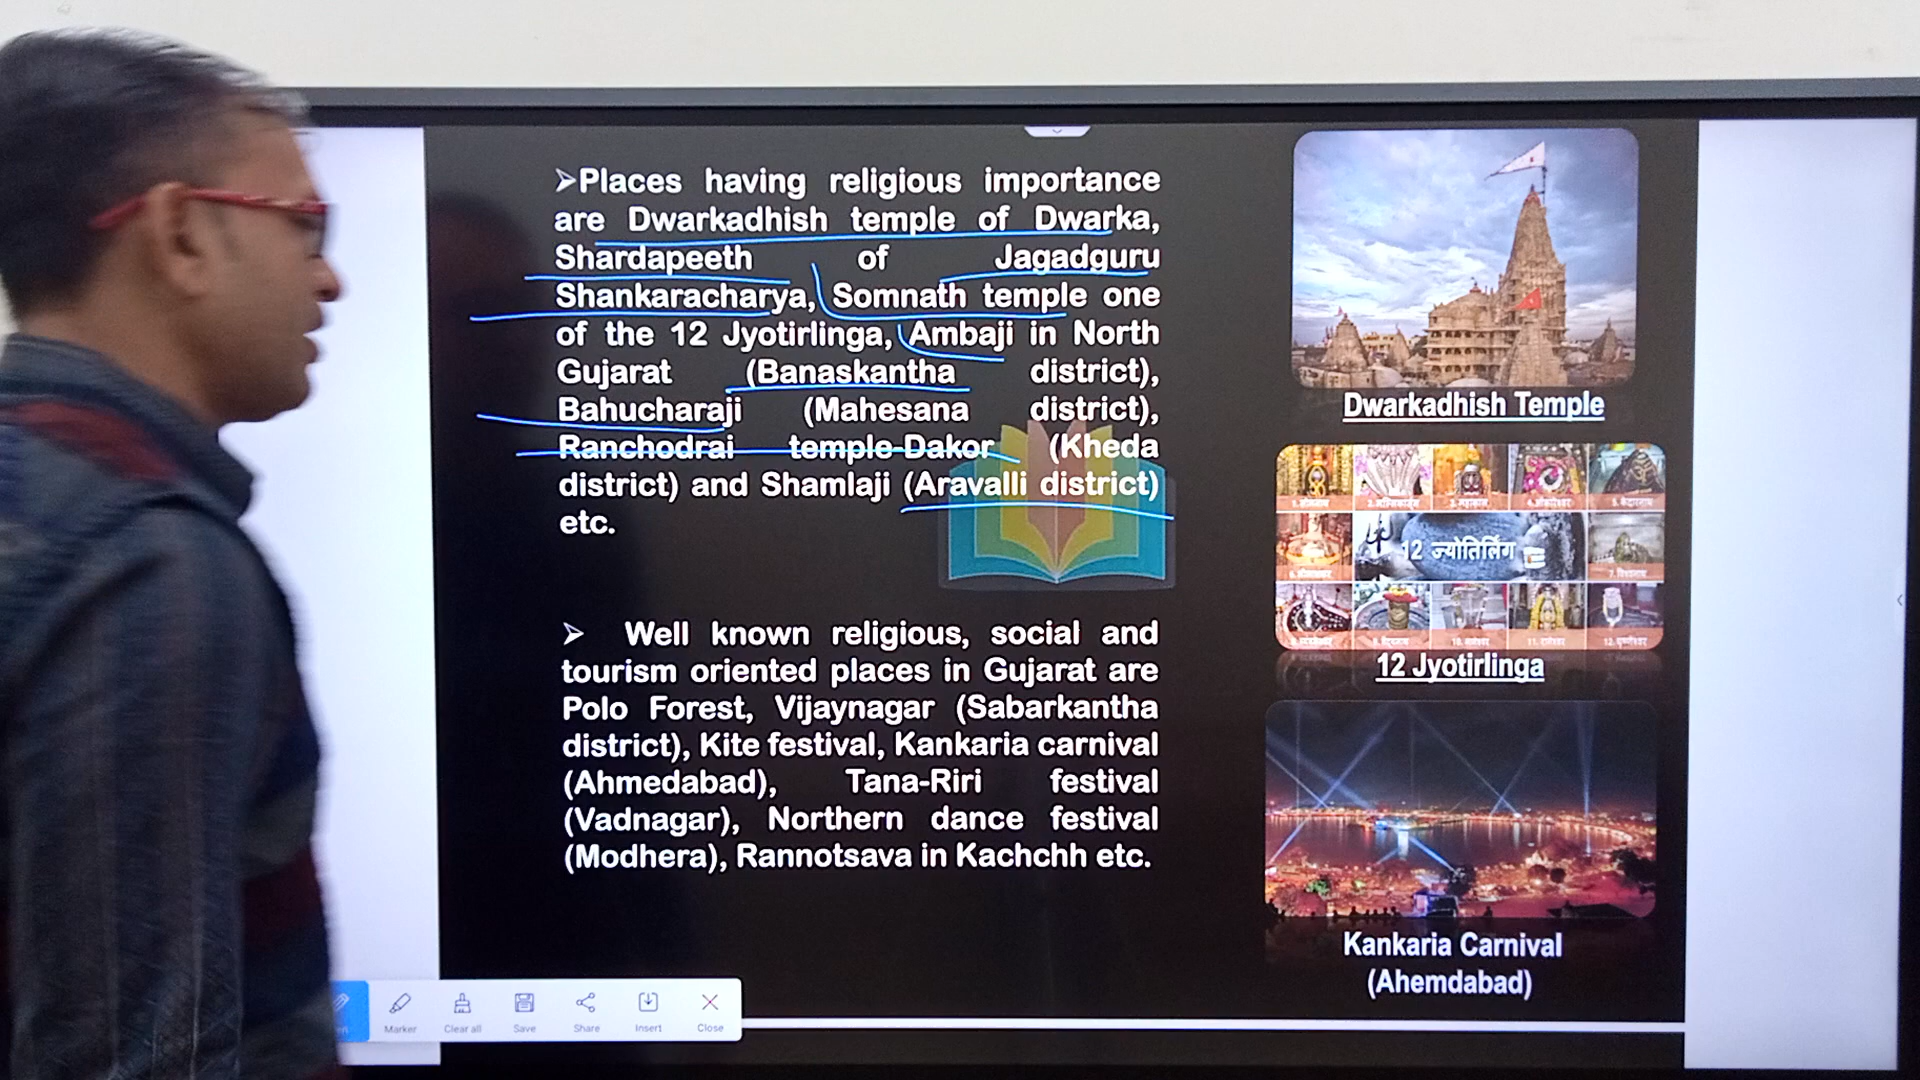 ➢Places having religious importance
are Dwarkadhish temple of Dwarka,
Shardapeeth of Jagadguru
Shankaracharya, Somnath temple one
of the 12 Jyotirlinga, Ambaji in North
Gujarat (Banaskantha district),
Bahucharaji (Mahesana district),
Ranchodrai temple-Dakor (Kheda
district) and Shamlaji (Aravalli district)
etc.
➢ Well known religious, social and
tourism oriented places in Gujarat are
Polo Forest, Vijaynagar (Sabarkantha
district), Kite festival, Kankaria carnival
(Ahmedabad), Tana-Riri festival
(Vadnagar), Northern dance festival
(Modhera), Rannotsava in Kachchh etc.
Dwarkadhish Temple
12 ज्योतिर्लिंग
12 Jyotirlinga
Kankaria Carnival
(Ahemdabad)
Marker Clear all Save Share Insert Close